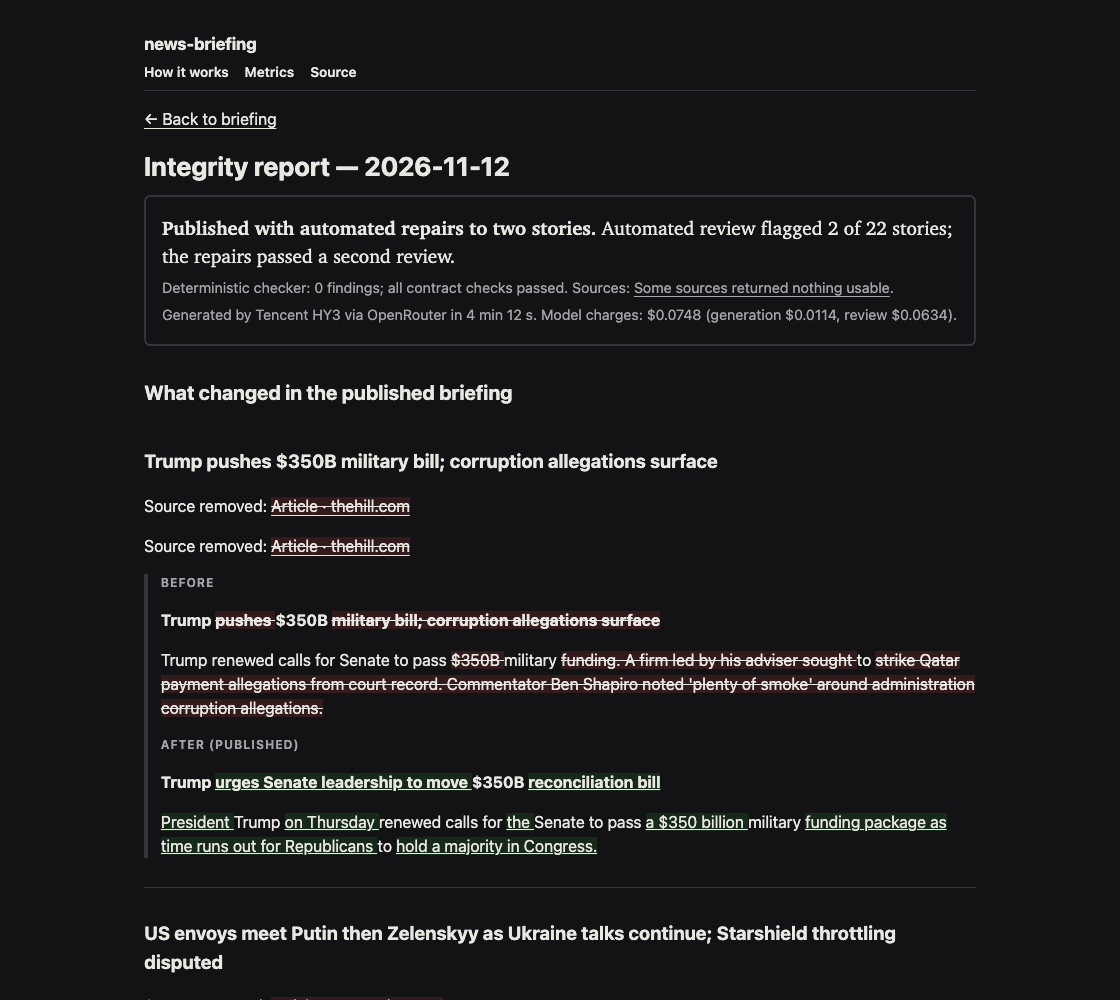 news-briefing
How it works Metrics Source
← Back to briefing
Integrity report — 2026-11-12
Published with automated repairs to two stories. Automated review flagged 2 of 22 stories;
the repairs passed a second review.
Deterministic checker: 0 findings; all contract checks passed. Sources: Some sources returned nothing usable.
Generated by Tencent HY3 via OpenRouter in 4 min 12 s. Model charges: $0.0748 (generation $0.0114, review $0.0634).
What changed in the published briefing
Trump pushes $350B military bill; corruption allegations surface
Source removed: Article · thehill.com
Source removed: Article · thehill.com
BEFORE
Trump pushes $350B military bill; corruption allegations surface
Trump renewed calls for Senate to pass $350B military funding. A firm led by his adviser sought to strike Qatar
payment allegations from court record. Commentator Ben Shapiro noted 'plenty of smoke' around administration
corruption allegations.
AFTER (PUBLISHED)
Trump urges Senate leadership to move $350B reconciliation bill
President Trump on Thursday renewed calls for the Senate to pass a $350 billion military funding package as
time runs out for Republicans to hold a majority in Congress.
US envoys meet Putin then Zelenskyy as Ukraine talks continue; Starshield throttling
disputed